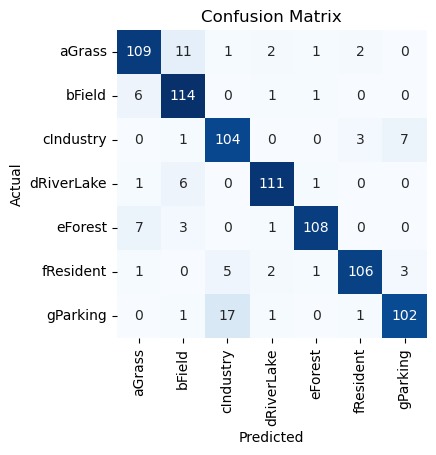 Confusion Matrix
Actual
aGrass 109 11 1 2 1 2 0
bField 6 114 0 1 1 0 0
cIndustry 0 1 104 0 0 3 7
dRiverLake 1 6 0 111 1 0 0
eForest 7 3 0 1 108 0 0
fResident 1 0 5 2 1 106 3
gParking 0 1 17 1 0 1 102
aGrass bField cIndustry dRiverLake eForest fResident gParking
Predicted